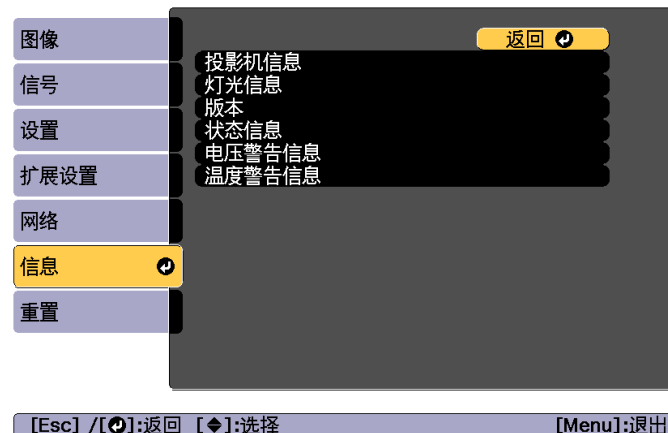 图像
信号
设置
扩展设置
网络
信息
重置
返回
投影机信息
灯光信息
版本
状态信息
电压警告信息
温度警告信息
[Esc] /[⏎]:返回 [◆]:选择
[Menu]:退出